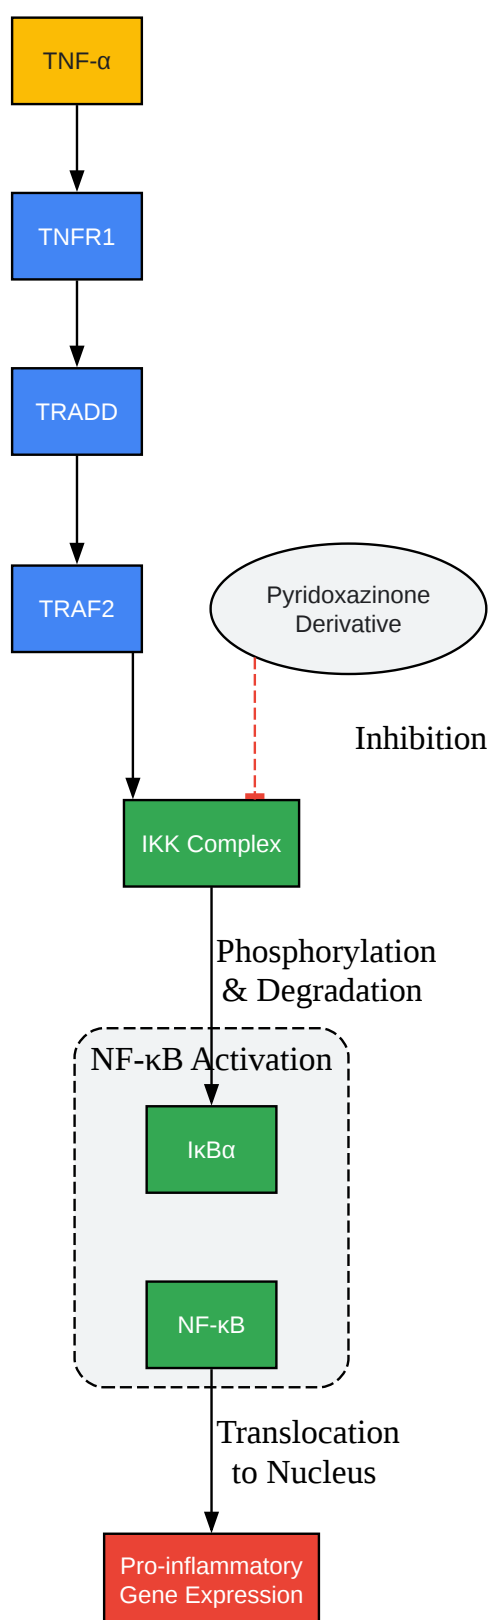 TNF-α
TNFR1
TRADD
TRAF2
Pyridoxazinone
Derivative
Inhibition
IKK Complex
Phosphorylation
& Degradation
NF-κB Activation
IκBα
NF-κB
Translocation
to Nucleus
Pro-inflammatory
Gene Expression